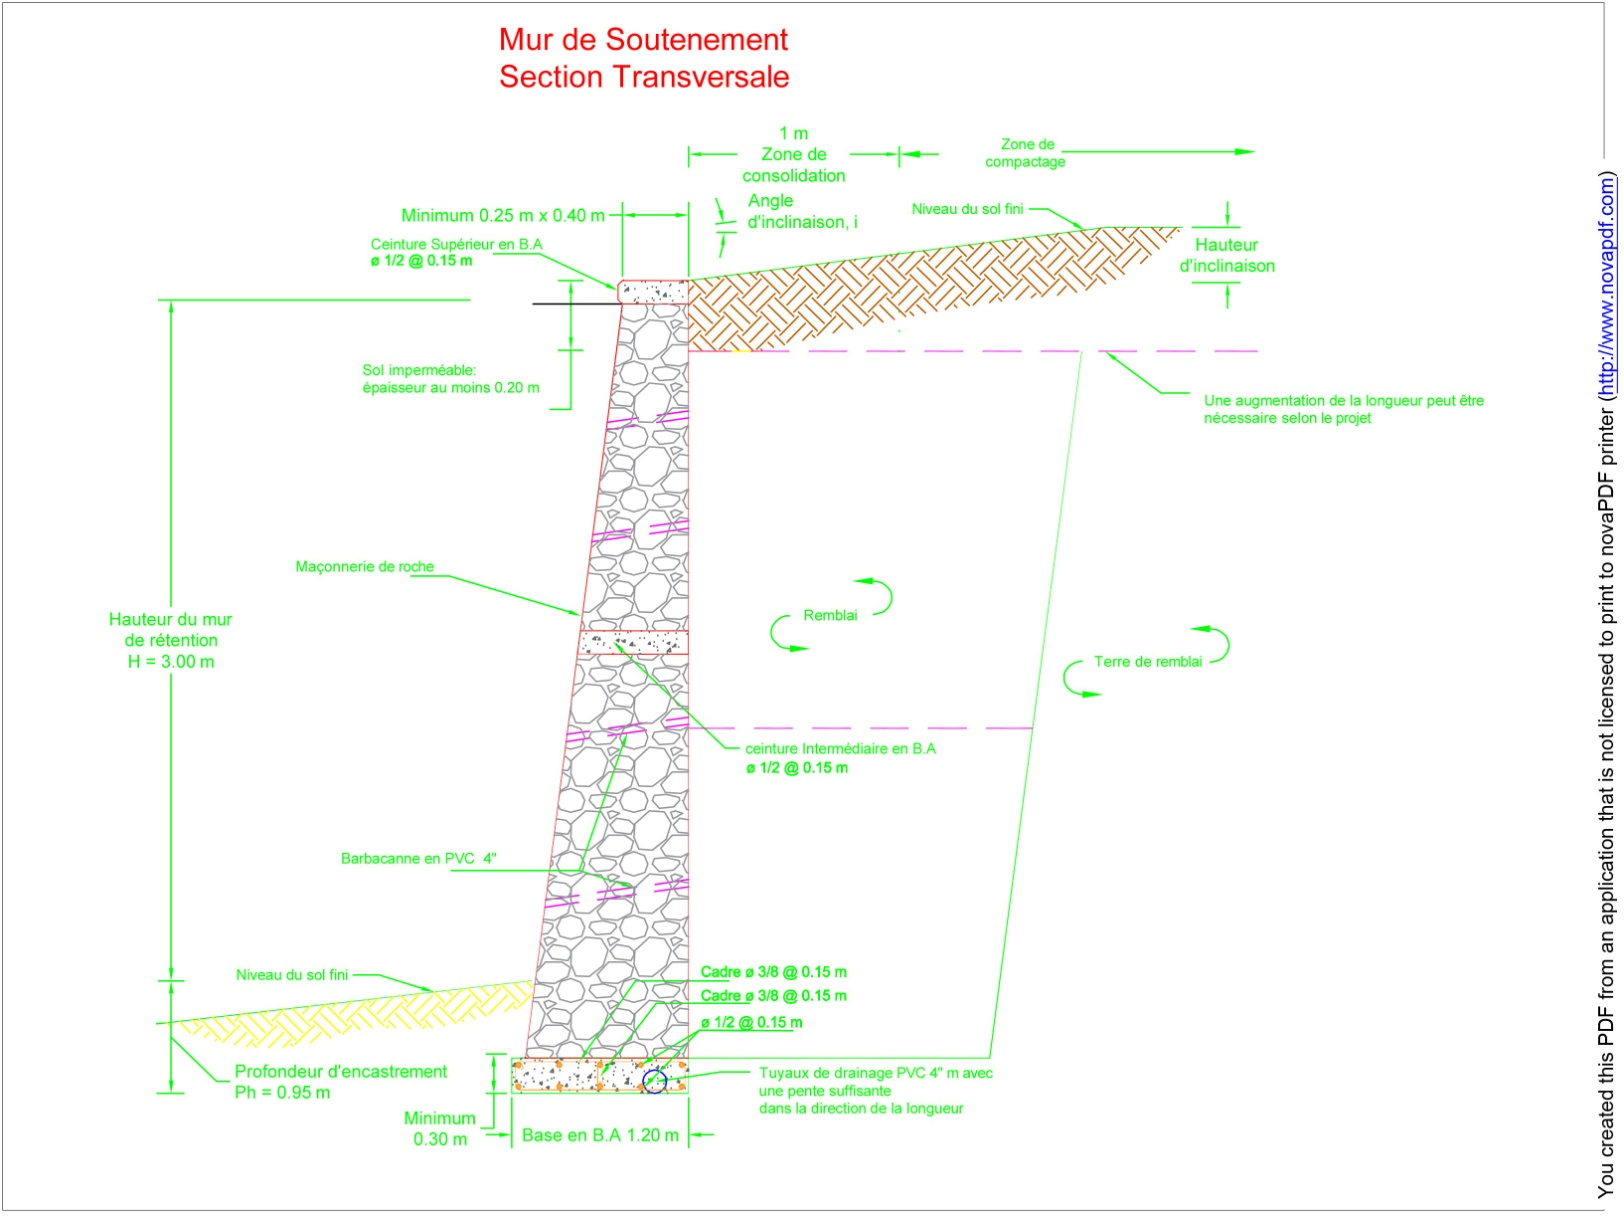 Mur de Soutenement
Section Transversale
1 m
Zone de
consolidation
Zone de
compactage
Angle
d'inclinaison, i
Niveau du sol fini
Hauteur
d'inclinaison
Minimum 0.25 m x 0.40 m
Ceinture Supérieur en B.A
ø 1/2 @ 0.15 m
Sol imperméable:
épaisseur au moins 0.20 m
Une augmentation de la longueur peut être
nécessaire selon le projet
Maçonnerie de roche
Hauteur du mur
de rétention
H = 3.00 m
Remblai
Terre de remblai
ceinture Intermédiaire en B.A
ø 1/2 @ 0.15 m
Barbacanne en PVC 4"
Niveau du sol fini
Cadre ø 3/8 @ 0.15 m
Cadre ø 3/8 @ 0.15 m
ø 1/2 @ 0.15 m
Profondeur d'encastrement
Ph = 0.95 m
Tuyaux de drainage PVC 4" m avec
une pente suffisante
dans la direction de la longueur
Minimum
0.30 m
Base en B.A 1.20 m
You created this PDF from an application that is not licensed to print to novaPDF printer (http://www.novapdf.com)